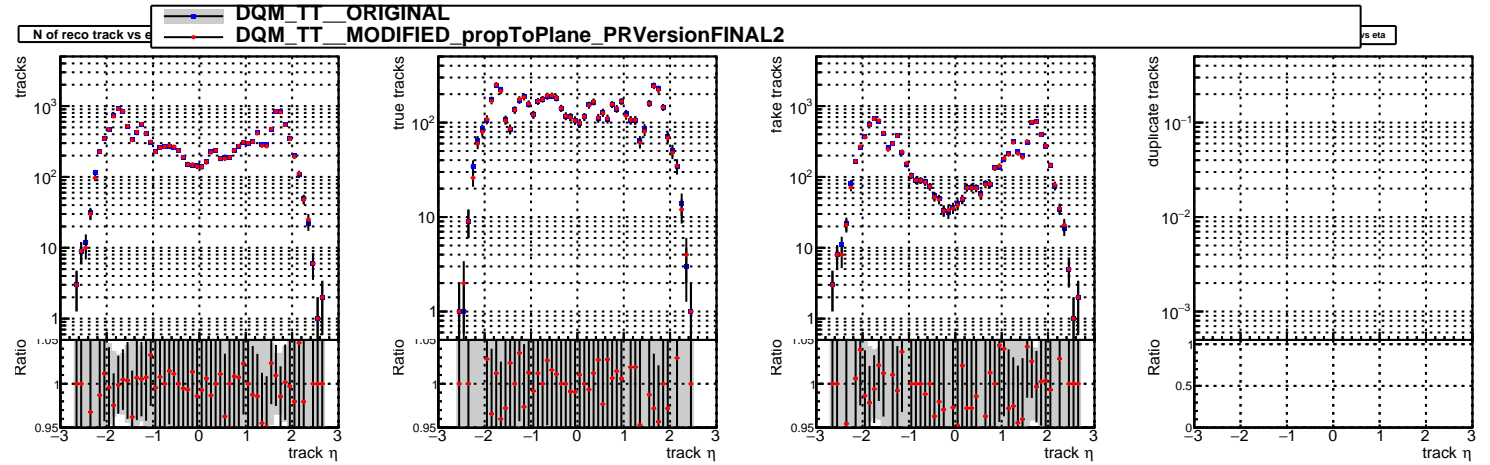 DQM_TT__ORIGINAL
DQM_TT__MODIFIED_propToPlane_PRVersionFINAL2
N of reco track vs e
vs eta
tracks
10³
10²
10
1
Ratio
1.05
1
0.95
−3 −2 −1 0 1 2 3
track η
true tracks
10²
10
1
Ratio
1.05
1
0.95
−3 −2 −1 0 1 2 3
track η
fake tracks
10³
10²
10
1
Ratio
1.05
1
0.95
−3 −2 −1 0 1 2 3
track η
duplicate tracks
10⁻¹
10⁻²
10⁻³
Ratio
1
0.5
0
−3 −2 −1 0 1 2 3
track η